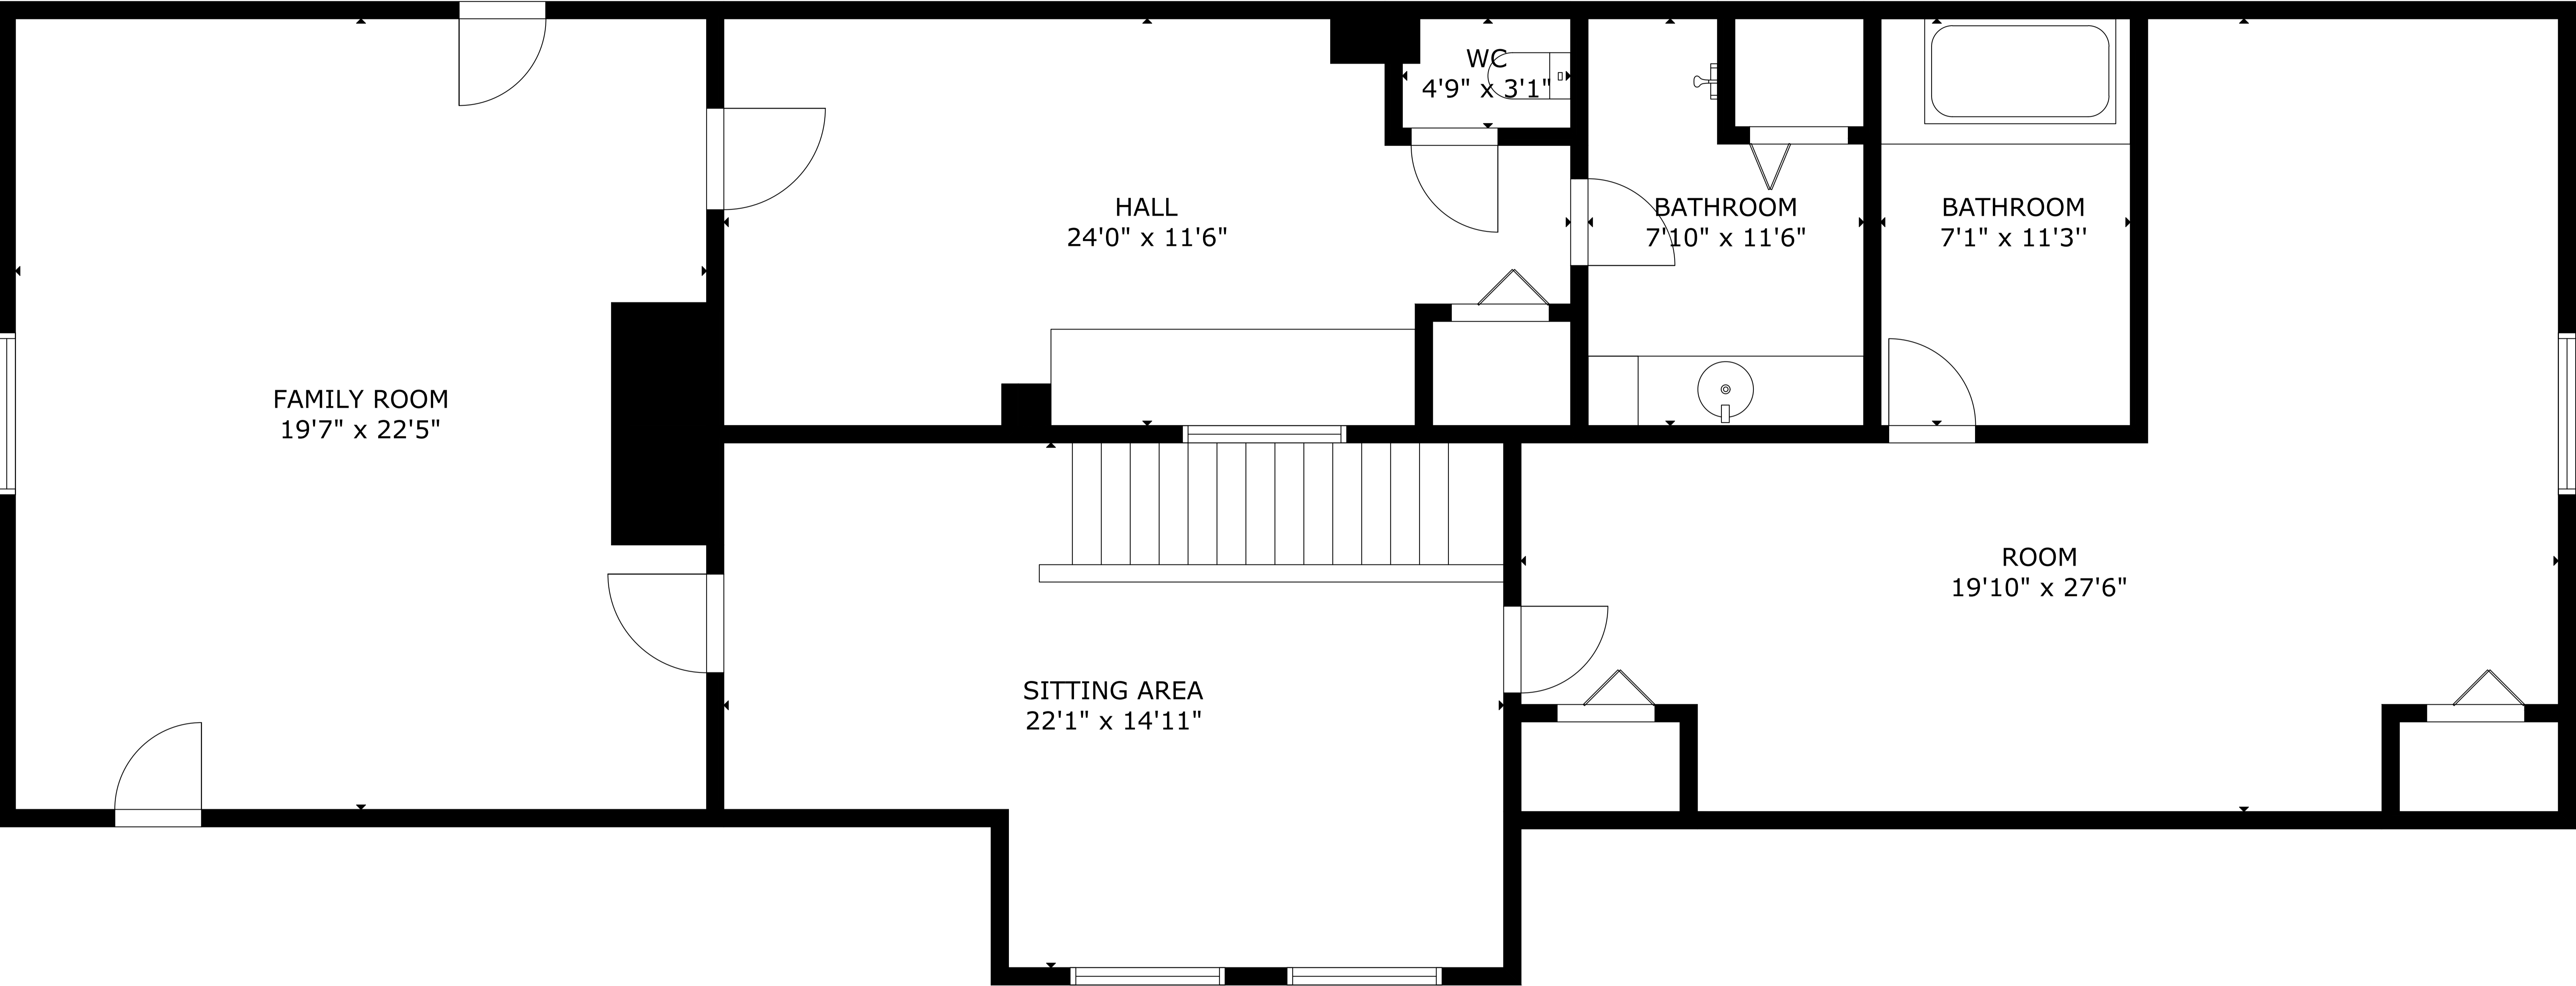 WC
4'9" x 3'1"
HALL
24'0" x 11'6"
BATHROOM
7'10" x 11'6"
BATHROOM
7'1" x 11'3''
FAMILY ROOM
19'7" x 22'5"
ROOM
19'10" x 27'6"
SITTING AREA
22'1" x 14'11"